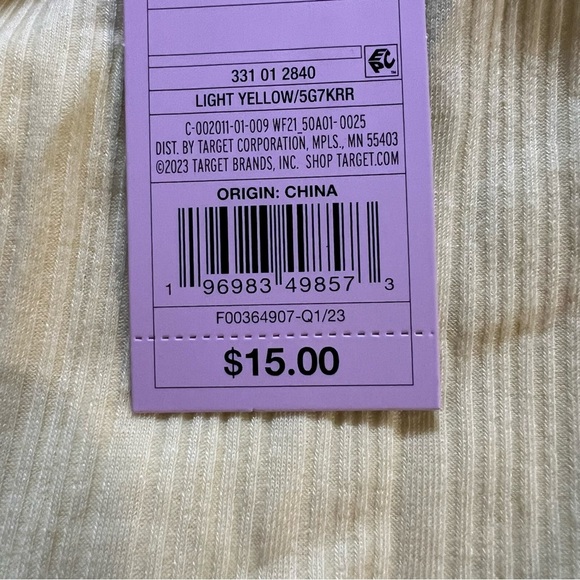 EPC™
331 01 2840
LIGHT YELLOW/5G7KRR
C-002011-01-009 WF21_50A01-0025
DIST. BY TARGET CORPORATION, MPLS., MN 55403
©2023 TARGET BRANDS, INC. SHOP TARGET.COM
ORIGIN: CHINA
1 96983 49857 3
F00364907-Q1/23
$15.00